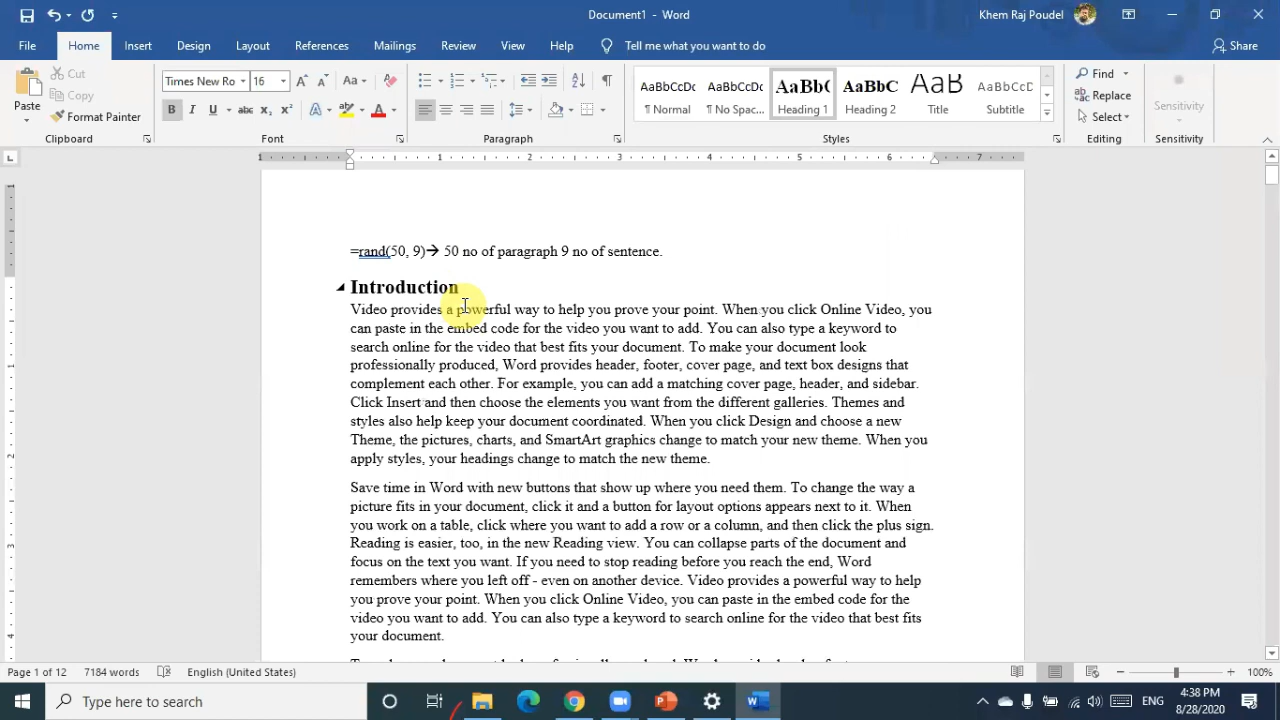 Document1 - Word
Khem Raj Poudel
File Home Insert Design Layout References Mailings Review View Help Tell me what you want to do Share
Paste
Cut
Copy
Format Painter
Clipboard
Times New Ro 16
Font
Paragraph
AaBbCcDc AaBbCcDc AaBb( AaBbCc AaB AaBbCcD
¶ Normal ¶ No Spac... Heading 1 Heading 2 Title Subtitle
Styles
Find
Replace
Select
Editing
Sensitivity
Sensitivity
1 1 2 3 4 5 6 7
=rand(50, 9)→ 50 no of paragraph 9 no of sentence.
Introduction
Video provides a powerful way to help you prove your point. When you click Online Video, you
can paste in the embed code for the video you want to add. You can also type a keyword to
search online for the video that best fits your document. To make your document look
professionally produced, Word provides header, footer, cover page, and text box designs that
complement each other. For example, you can add a matching cover page, header, and sidebar.
Click Insert and then choose the elements you want from the different galleries. Themes and
styles also help keep your document coordinated. When you click Design and choose a new
Theme, the pictures, charts, and SmartArt graphics change to match your new theme. When you
apply styles, your headings change to match the new theme.
Save time in Word with new buttons that show up where you need them. To change the way a
picture fits in your document, click it and a button for layout options appears next to it. When
you work on a table, click where you want to add a row or a column, and then click the plus sign.
Reading is easier, too, in the new Reading view. You can collapse parts of the document and
focus on the text you want. If you need to stop reading before you reach the end, Word
remembers where you left off - even on another device. Video provides a powerful way to help
you prove your point. When you click Online Video, you can paste in the embed code for the
video you want to add. You can also type a keyword to search online for the video that best fits
your document.
Page 1 of 12 7184 words English (United States) 100%
Type here to search
ENG
4:38 PM
8/28/2020